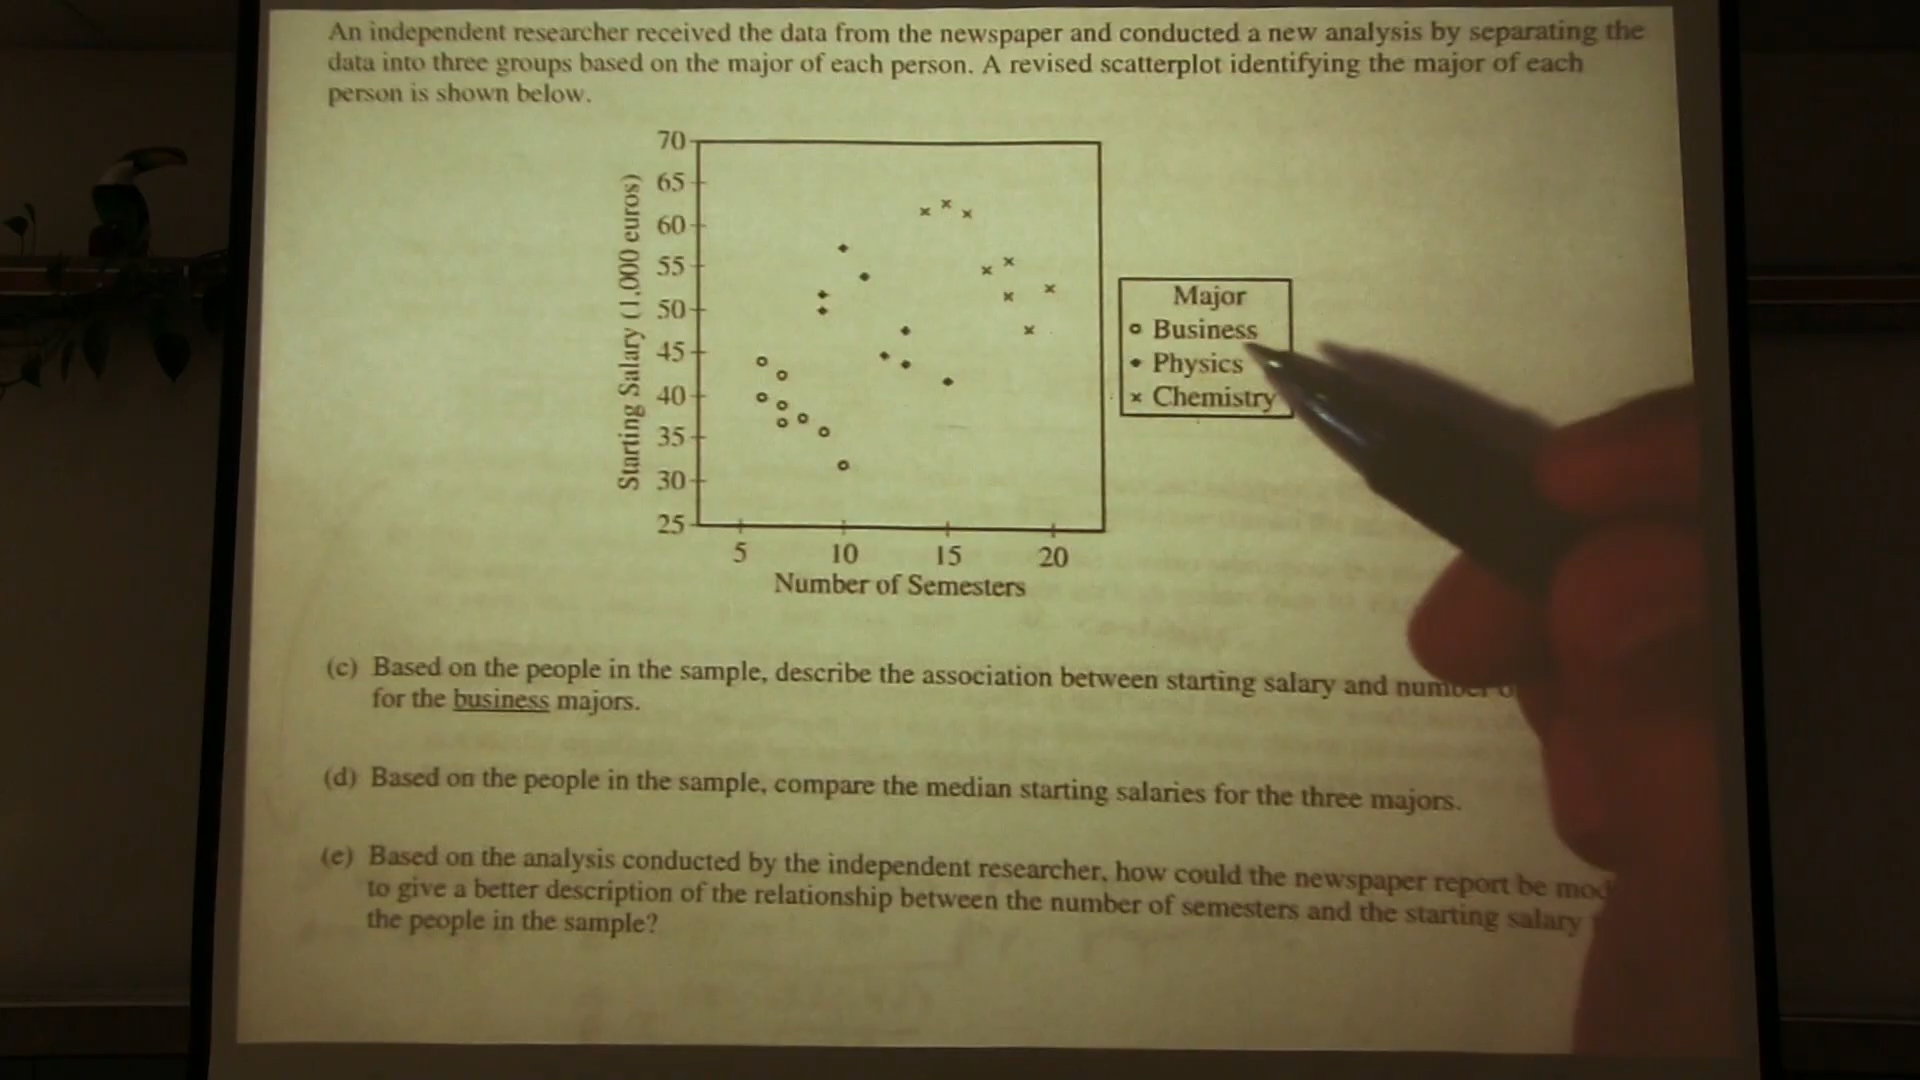 An independent researcher received the data from the newspaper and conducted a new analysis by separating the
data into three groups based on the major of each person. A revised scatterplot identifying the major of each
person is shown below.
70
65
60
55
50
45
40
35
30
25
Starting Salary (1,000 euros)
5 10 15 20
Number of Semesters
Major
Business
Physics
Chemistry
(c) Based on the people in the sample, describe the association between starting salary and number
for the business majors.
(d) Based on the people in the sample, compare the median starting salaries for the three majors.
(e) Based on the analysis conducted by the independent researcher, how could the newspaper report be
to give a better description of the relationship between the number of semesters and the starting salary
the people in the sample?